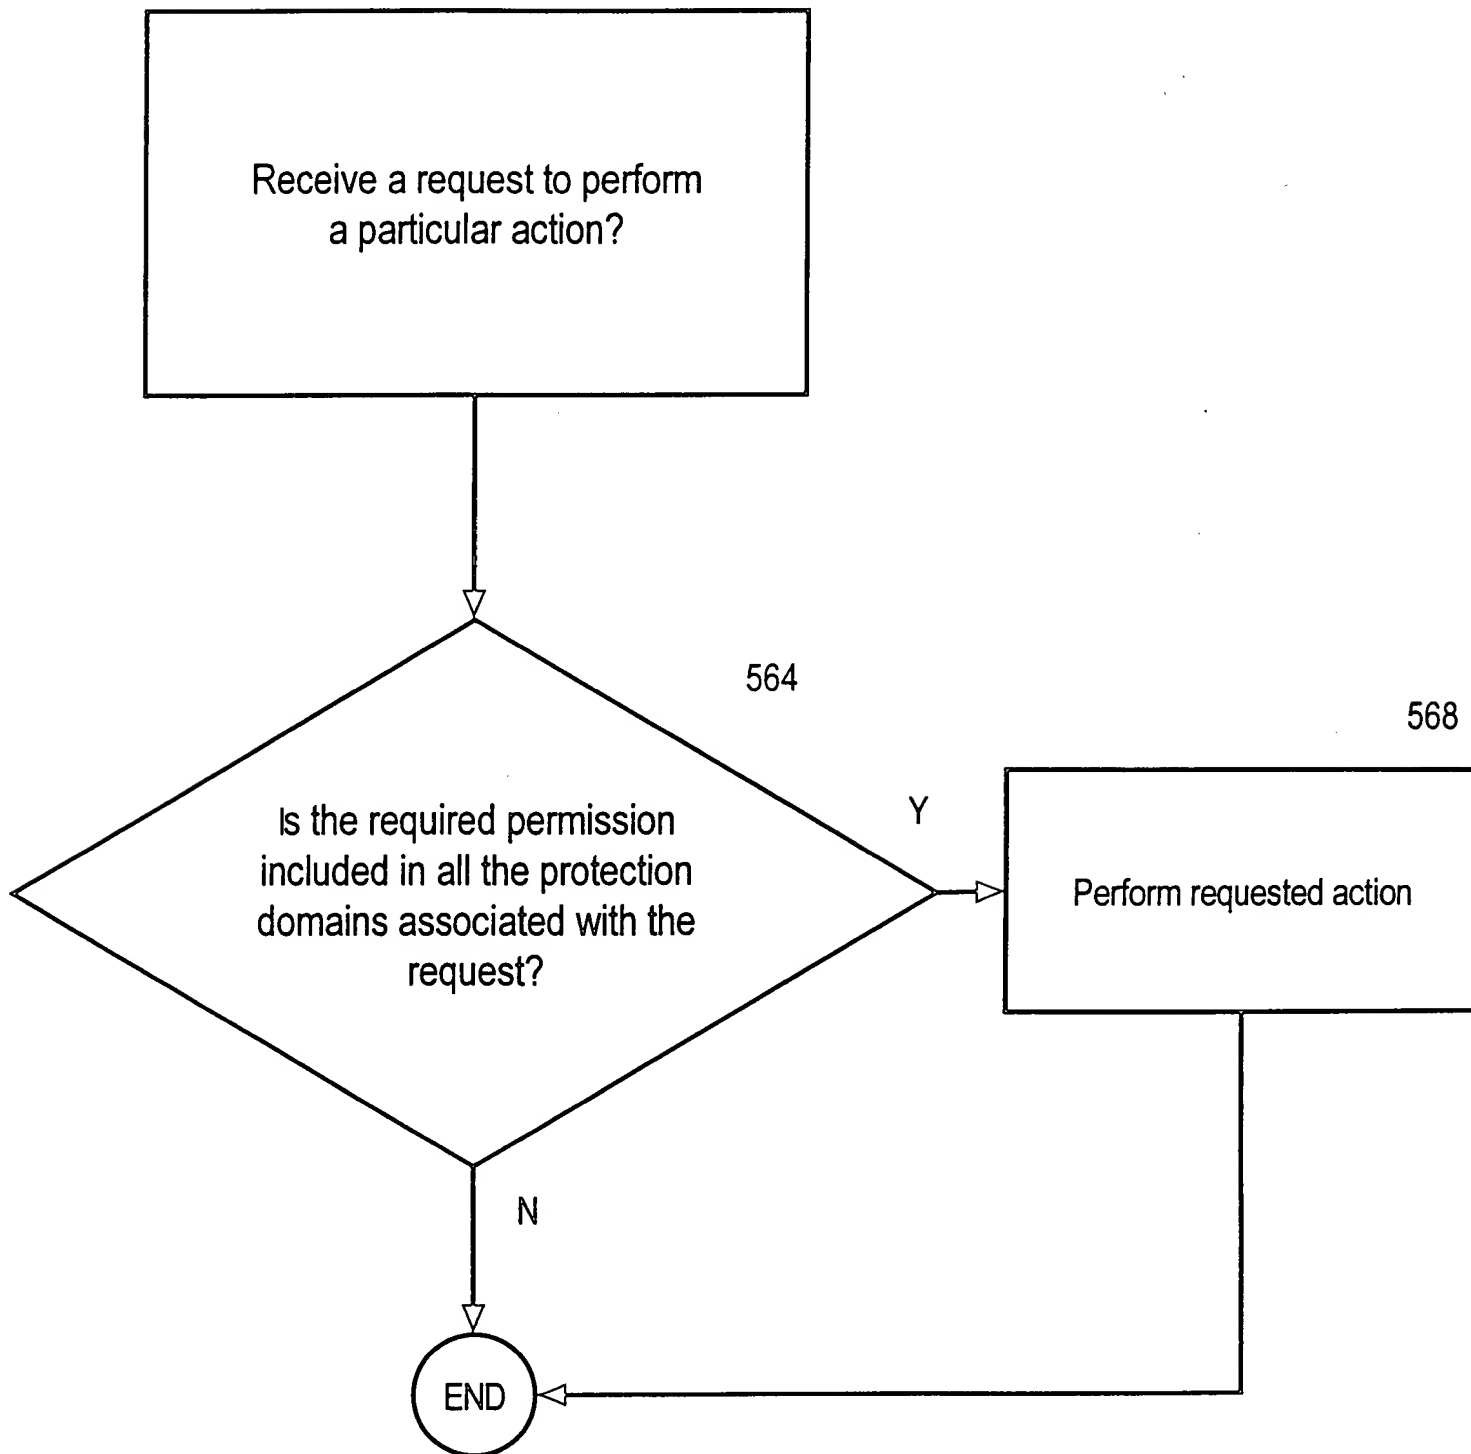 Receive a request to perform
a particular action?
564
568
Is the required permission
included in all the protection
domains associated with the
request?
Y
Perform requested action
N
END